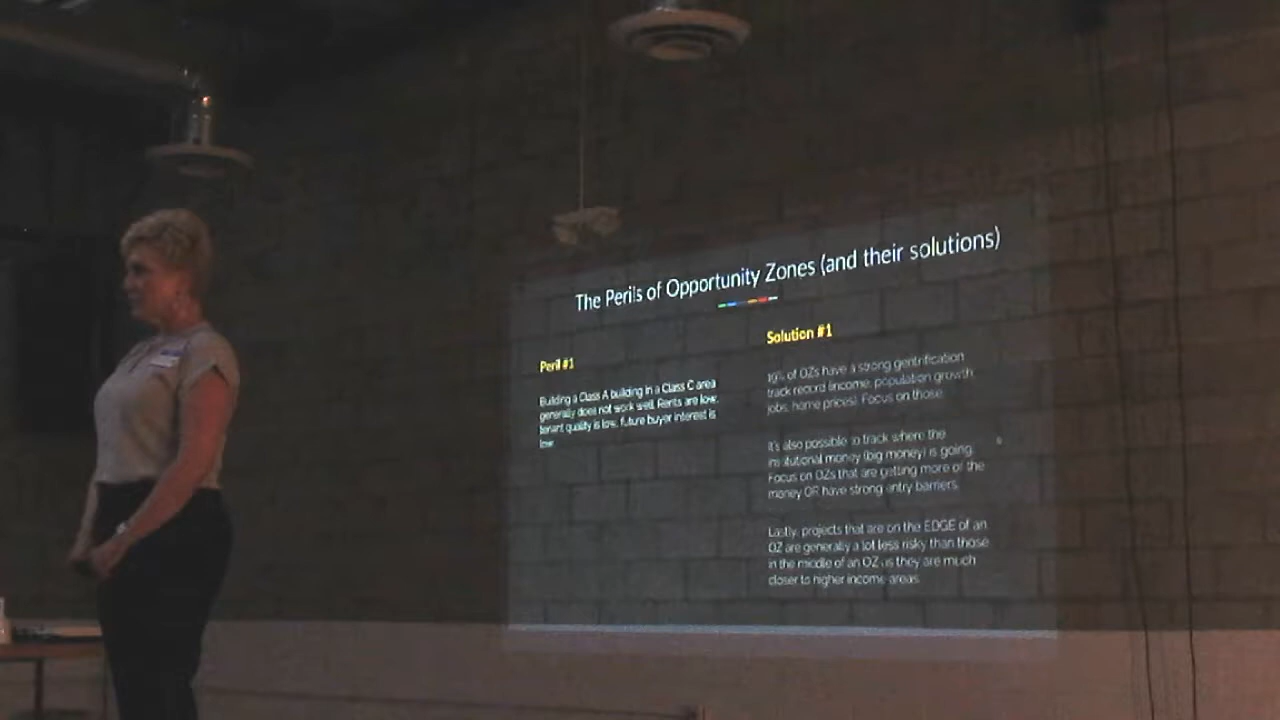 The Perils of Opportunity Zones (and their solutions)
Peril #1
Building a Class A building in a Class C area
generally does not work well. Rents are low,
tenant quality is low, future buyer interest is
low.
Solution #1
19% of OZs have a strong gentrification
track record (income, population growth,
jobs, home prices). Focus on those.
It's also possible to track where the
institutional money (big money) is going.
Focus on OZs that are getting more of the
money OR have strong entry barriers.
Lastly, projects that are on the EDGE of an
OZ are generally a lot less risky than those
in the middle of an OZ as they are much
closer to higher income areas.